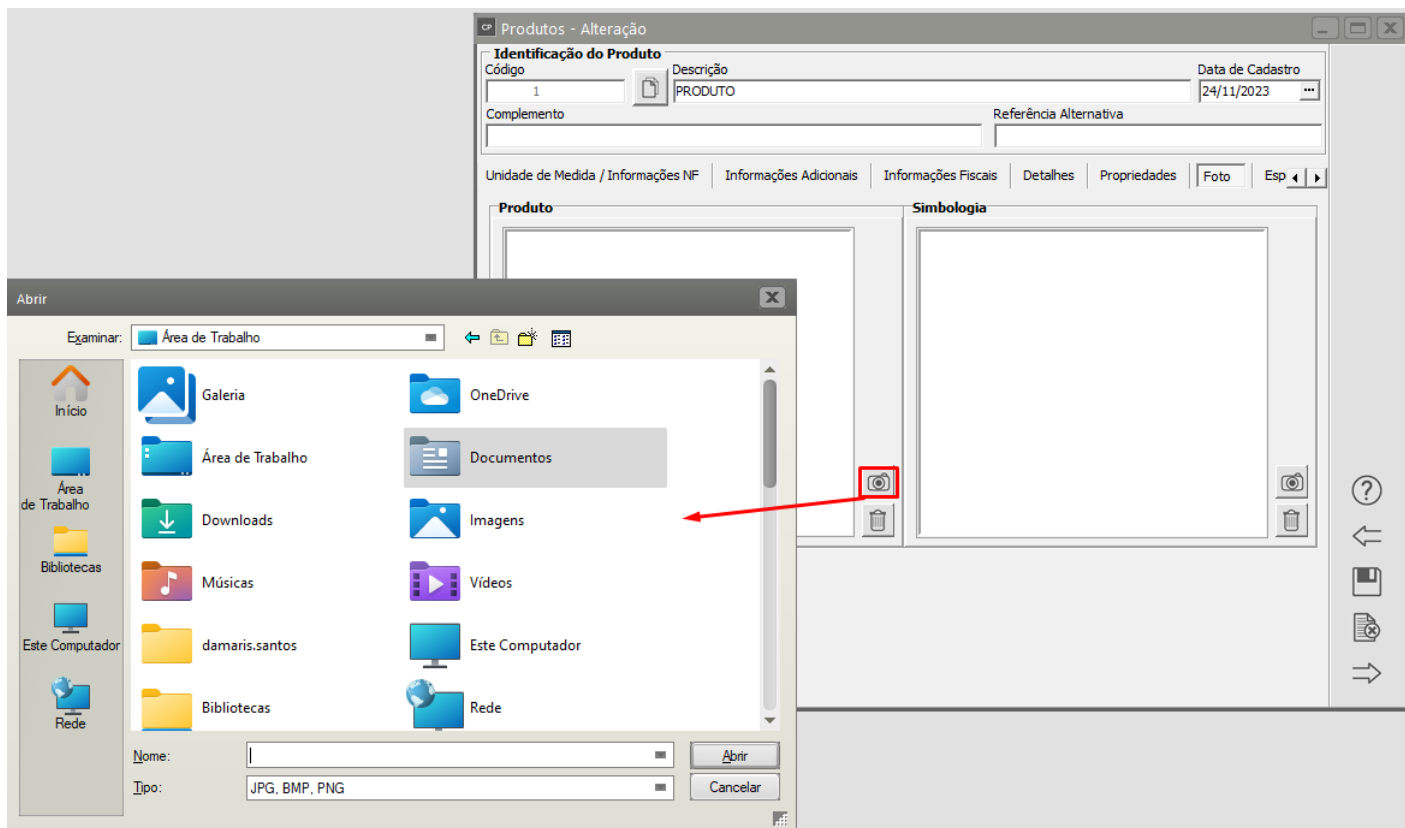 CP Produtos - Alteração
Identificação do Produto
Código Descrição Data de Cadastro
1 PRODUTO 24/11/2023 ...
Complemento Referência Alternativa
Unidade de Medida / Informações NF Informações Adicionais Informações Fiscais Detalhes Propriedades Foto Esp
Produto Simbologia
Abrir
Examinar: Área de Trabalho
Início
Área
de Trabalho
Bibliotecas
Este Computador
Rede
Galeria OneDrive
Área de Trabalho Documentos
Downloads Imagens
Músicas Vídeos
damaris.santos Este Computador
Bibliotecas Rede
Nome: Abrir
Tipo: JPG, BMP, PNG Cancelar